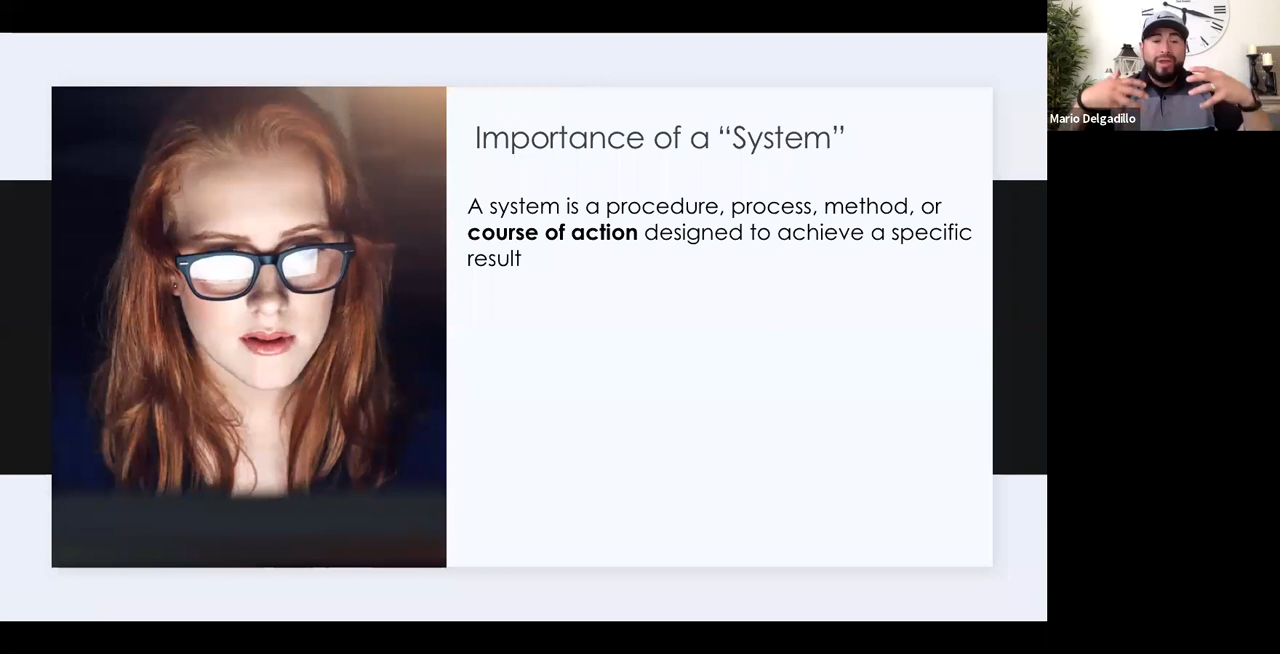 Importance of a “System”
A system is a procedure, process, method, or
course of action designed to achieve a specific
result
Mario Delgadillo